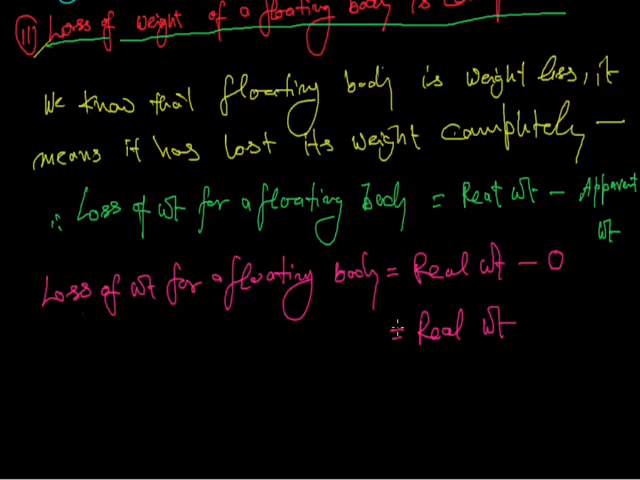 (iii) Loss of weight of a floating body is
We know that floating body is weight less, it
means it has lost its weight completely —
∴ Loss of wt for a floating body = Real wt - Apparent
wt
Loss of wt for a floating body = Real wt - 0
= Real wt